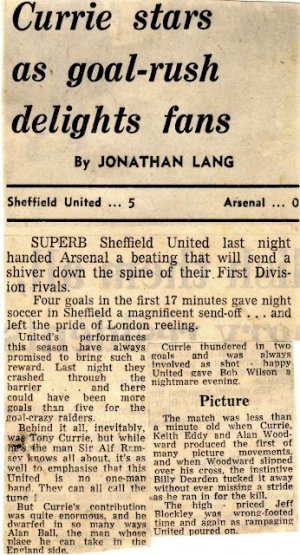 Currie stars
as goal-rush
delights fans
By JONATHAN LANG
Sheffield United ... 5 Arsenal ... 0
SUPERB Sheffield United last night
handed Arsenal a beating that will send a
shiver down the spine of their First Divis-
ion rivals.
Four goals in the first 17 minutes gave night
soccer in Sheffield a magnificent send-off . . . and
left the pride of London reeling.
United's performances
this season have always
promised to bring such a
reward. Last night they
crashed through the
barrier . . . and there
could have been more
goals than five for the
goal-crazy raiders.
Behind it all, inevitably,
was Tony Currie, but while
he's the man Sir Alf Ramsey
knows all about, it's as
well to emphasise that this
United is no one-man
band. They can all call the
tune !
But Currie's contribution
was quite enormous, and he
dwarfed in so many ways
Alan Ball, the man whose
place he can take in the
England side.
Currie thundered in two
goals and was always
involved as shot - happy
United gave Bob Wilson a
nightmare evening.
Picture
The match was less than
a minute old when Currie,
Keith Eddy and Alan Wood-
ward produced the first of
many picture movements,
and when Woodward slipped
over his cross, the instinctive
Billy Dearden tucked it away
without ever missing a stride
as he ran in for the kill.
The high - priced Jeff
Blockley was wrong-footed
time and again as rampaging
United poured on.